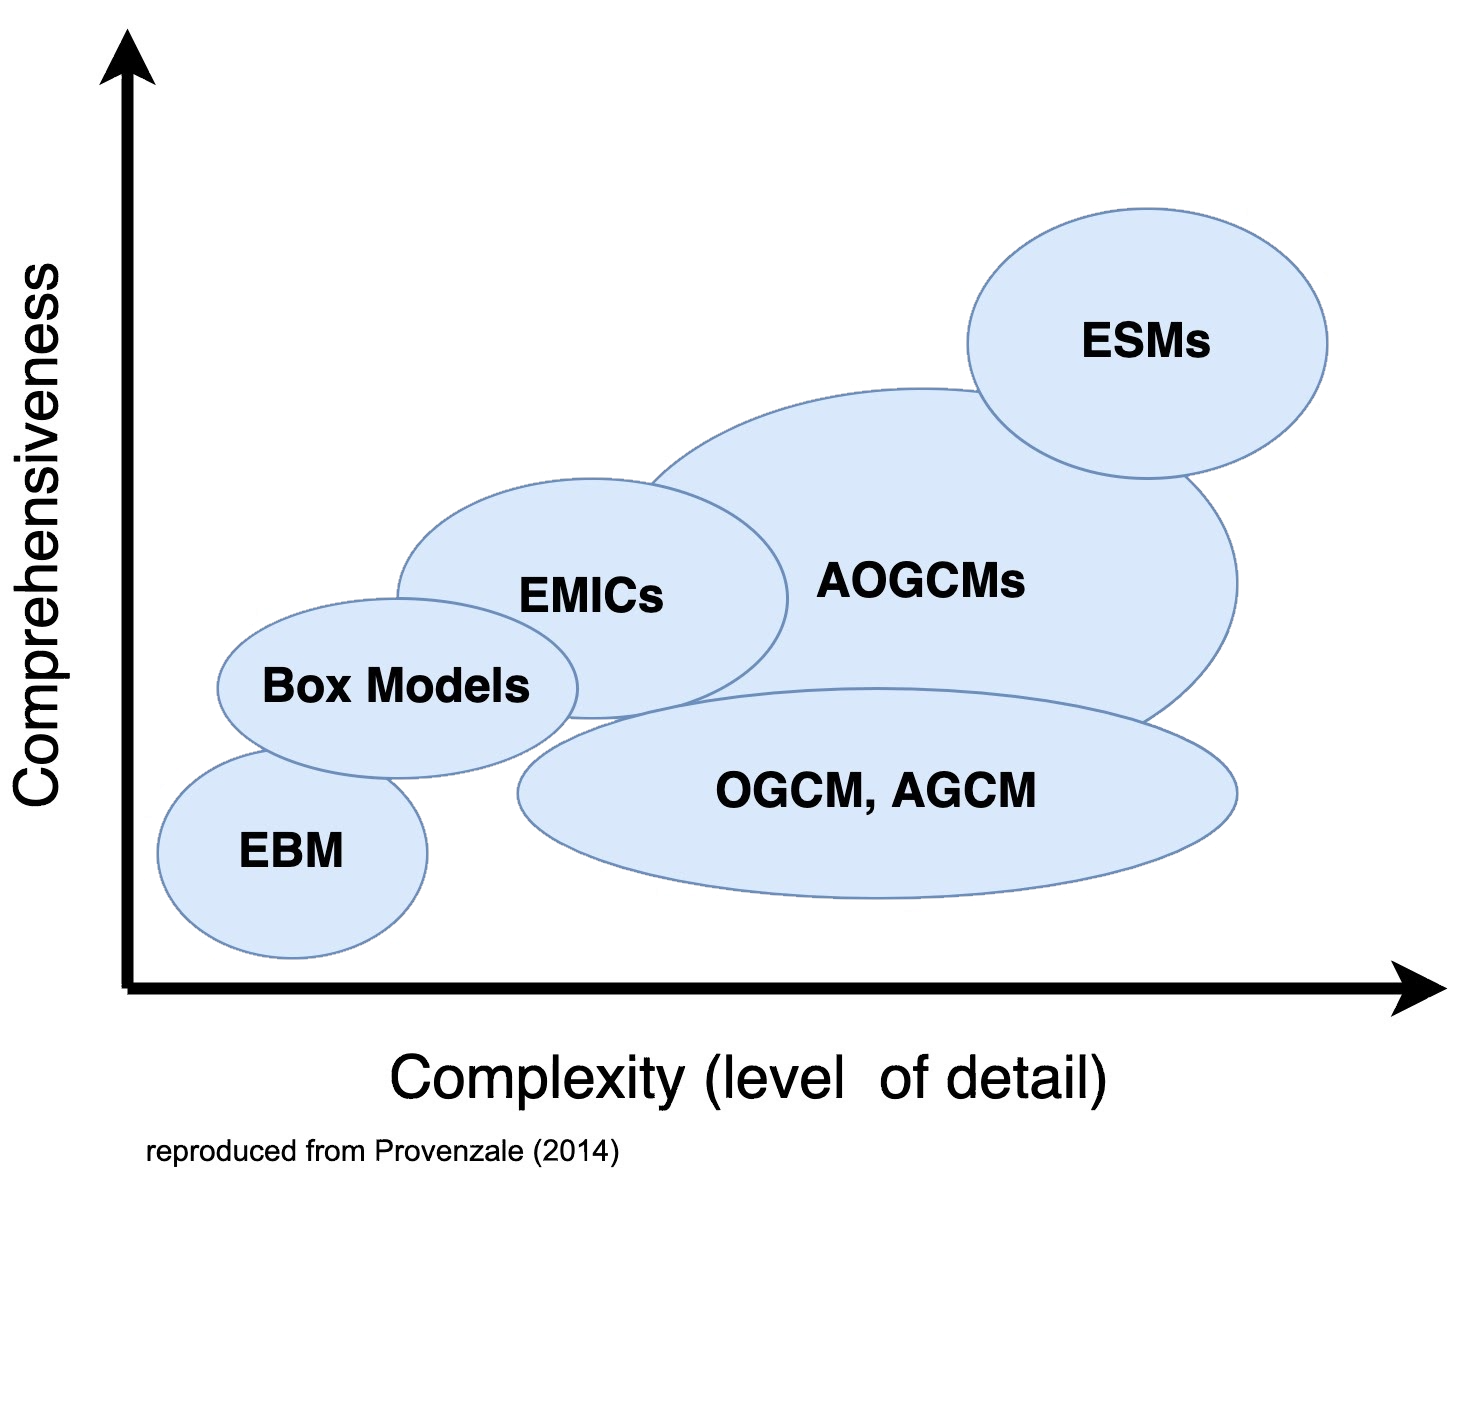 Comprehensiveness
ESMs
AOGCMs
EMICs
Box Models
OGCM, AGCM
EBM
Complexity (level  of detail)
reproduced from Provenzale (2014)